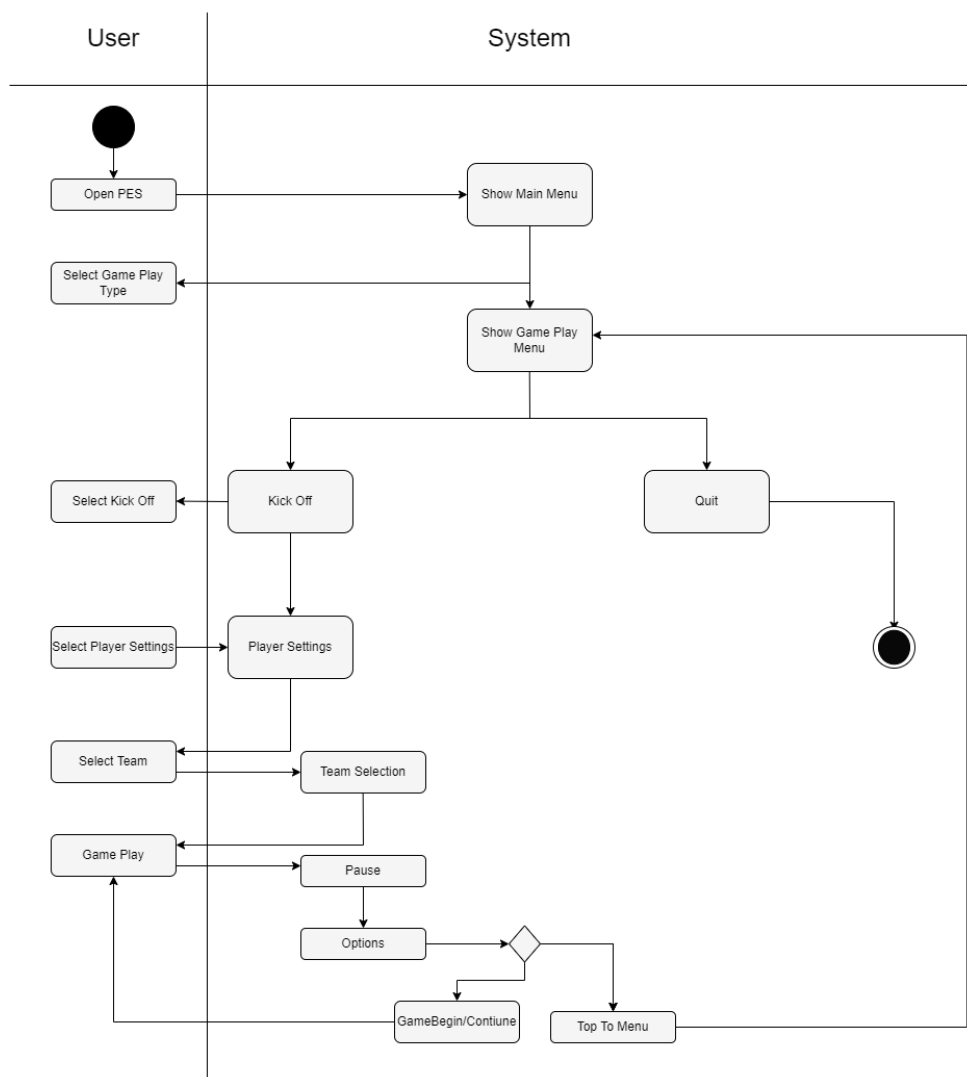 User
System
Open PES
Show Main Menu
Select Game Play
Type
Show Game Play
Menu
Select Kick Off
Kick Off
Quit
Select Player Settings
Player Settings
Select Team
Team Selection
Game Play
Pause
Options
GameBegin/Contiune
Top To Menu